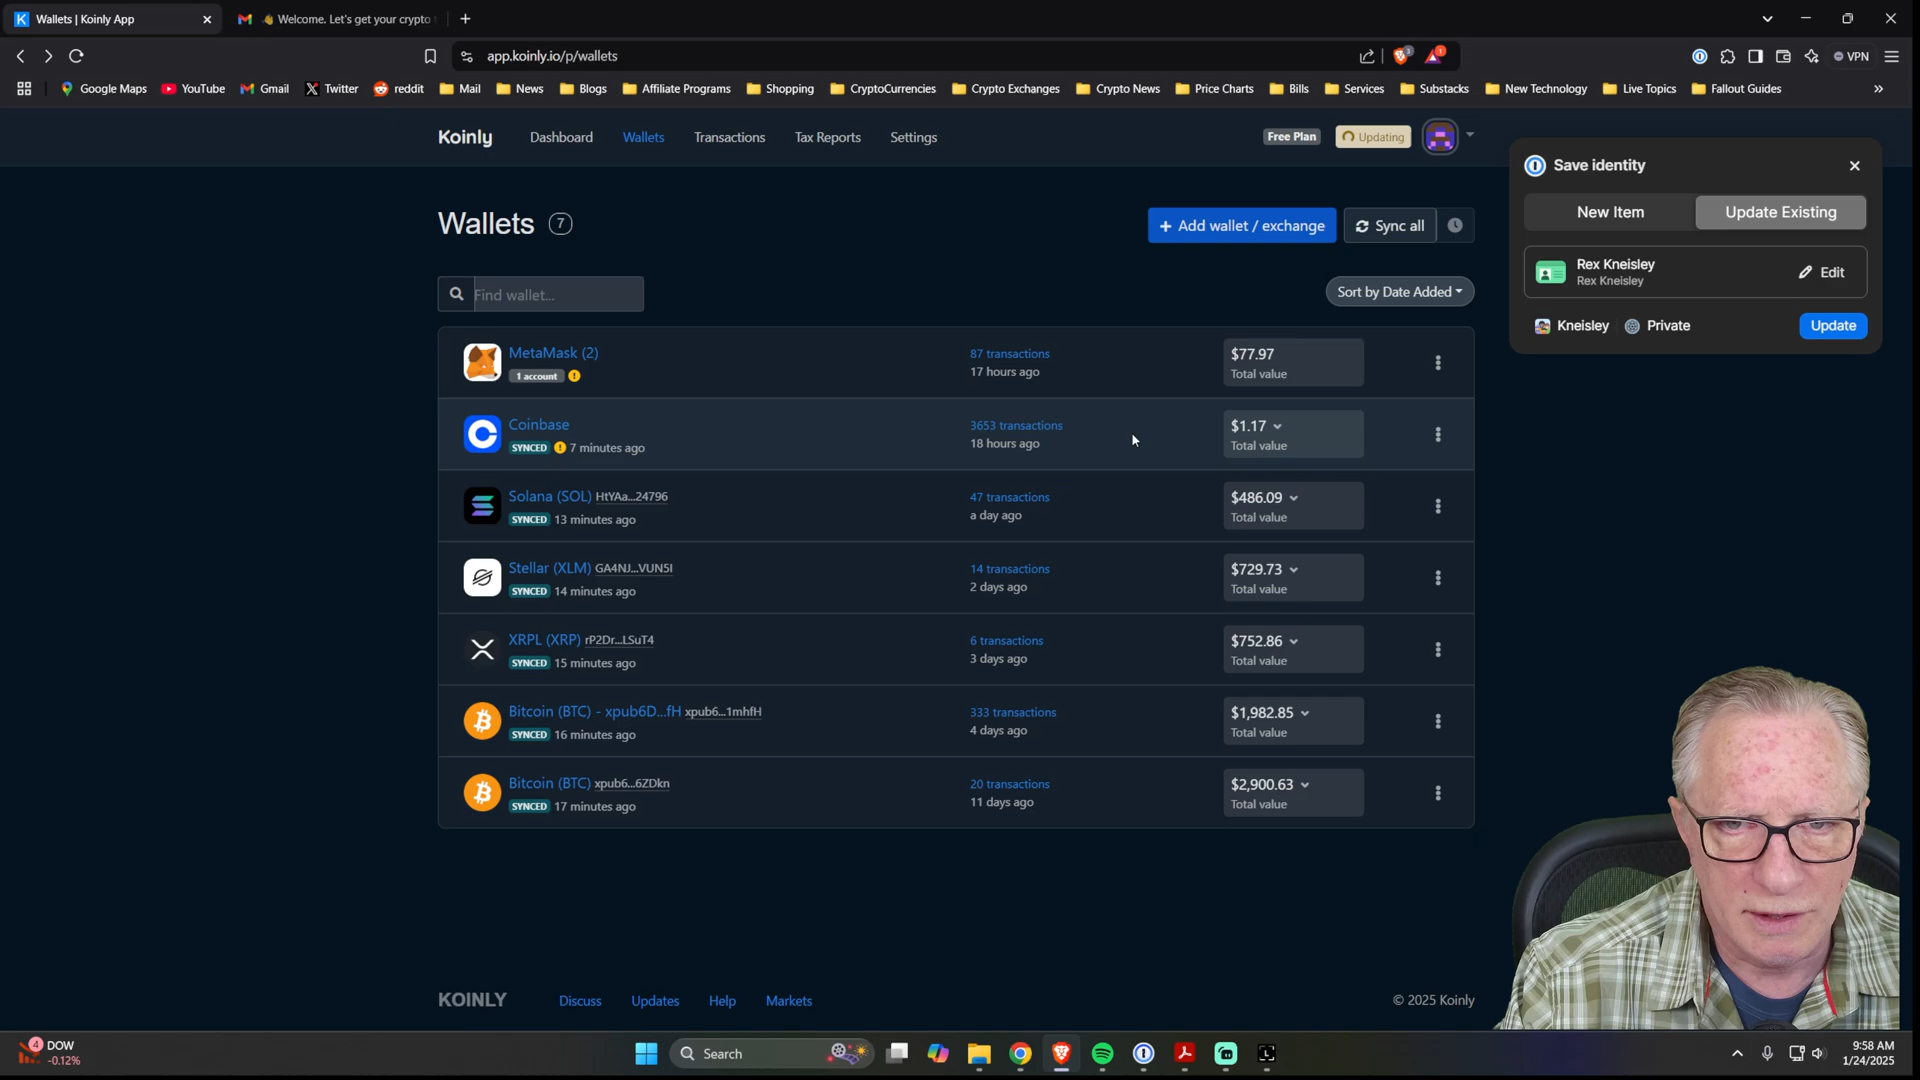 Wallets | Koinly App
👋 Welcome. Let's get your crypto
app.koinly.io/p/wallets
3
1
VPN
Google Maps
YouTube
Gmail
Twitter
reddit
Mail
News
Blogs
Affiliate Programs
Shopping
CryptoCurrencies
Crypto Exchanges
Crypto News
Price Charts
Bills
Services
Substacks
New Technology
Live Topics
Fallout Guides
Koinly
Dashboard
Wallets
Transactions
Tax Reports
Settings
Free Plan
Updating
Save identity
New Item
Update Existing
Rex Kneisley
Rex Kneisley
Edit
Kneisley
Private
Update
Wallets 7
+ Add wallet / exchange
Sync all
Find wallet...
Sort by Date Added
MetaMask (2)
1 account
87 transactions
17 hours ago
$77.97
Total value
Coinbase
SYNCED 7 minutes ago
3653 transactions
18 hours ago
$1.17
Total value
Solana (SOL) HtYAa...24796
SYNCED 13 minutes ago
47 transactions
a day ago
$486.09
Total value
Stellar (XLM) GA4NJ...VUN5I
SYNCED 14 minutes ago
14 transactions
2 days ago
$729.73
Total value
XRPL (XRP) rP2Dr...LSuT4
SYNCED 15 minutes ago
6 transactions
3 days ago
$752.86
Total value
Bitcoin (BTC) - xpub6D...fH xpub6...1mhfH
SYNCED 16 minutes ago
333 transactions
4 days ago
$1,982.85
Total value
Bitcoin (BTC) xpub6...6ZDkn
SYNCED 17 minutes ago
20 transactions
11 days ago
$2,900.63
Total value
KOINLY
Discuss
Updates
Help
Markets
© 2025 Koinly
4
DOW
-0.12%
Search
9:58 AM
1/24/2025